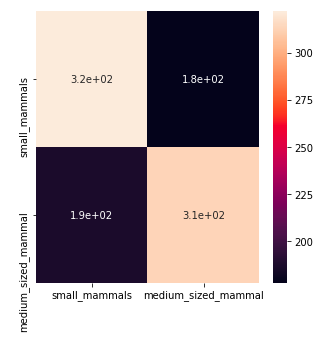 small_mammals
medium_sized_mammal
3.2e+02
1.8e+02
1.9e+02
3.1e+02
small_mammals
medium_sized_mammal
300
275
250
225
200